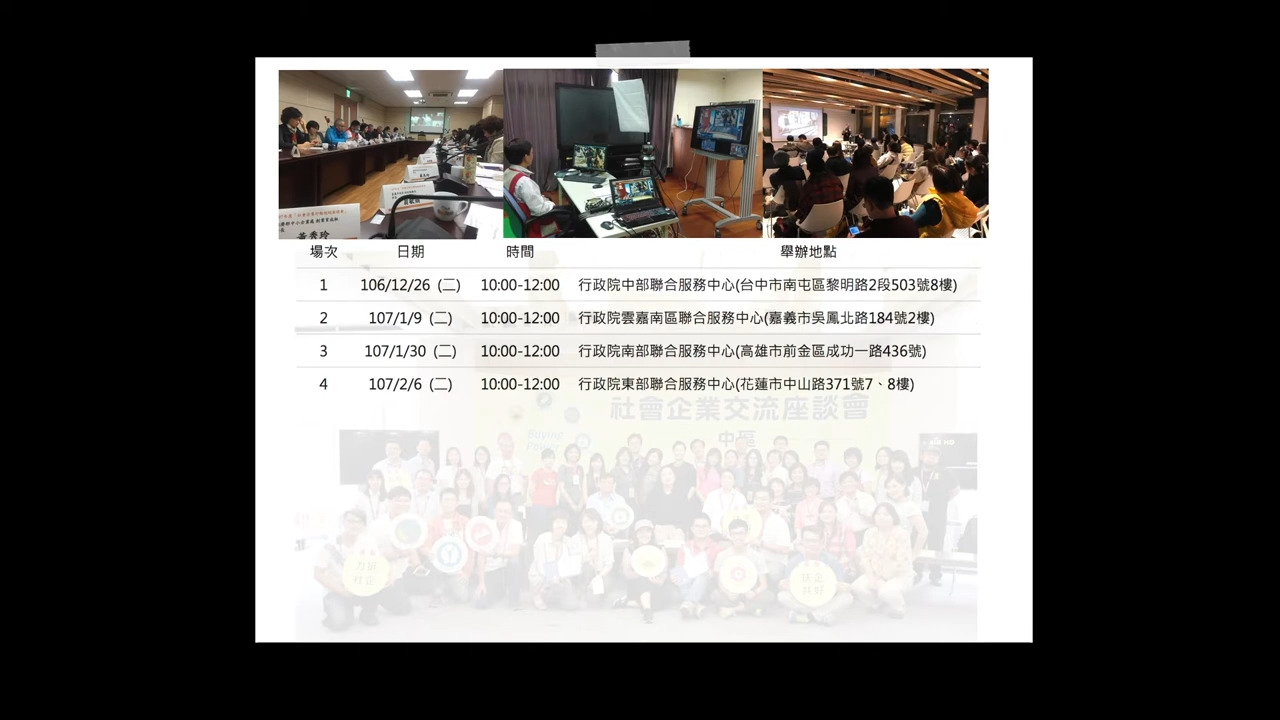 黃秀玲
場次 日期 時間 舉辦地點
1 106/12/26 (二) 10:00-12:00 行政院中部聯合服務中心(台中市南屯區黎明路2段503號8樓)
2 107/1/9 (二) 10:00-12:00 行政院雲嘉南區聯合服務中心(嘉義市吳鳳北路184號2樓)
3 107/1/30 (二) 10:00-12:00 行政院南部聯合服務中心(高雄市前金區成功一路436號)
4 107/2/6 (二) 10:00-12:00 行政院東部聯合服務中心(花蓮市中山路371號7、8樓)
社會企業交流座談會
中區